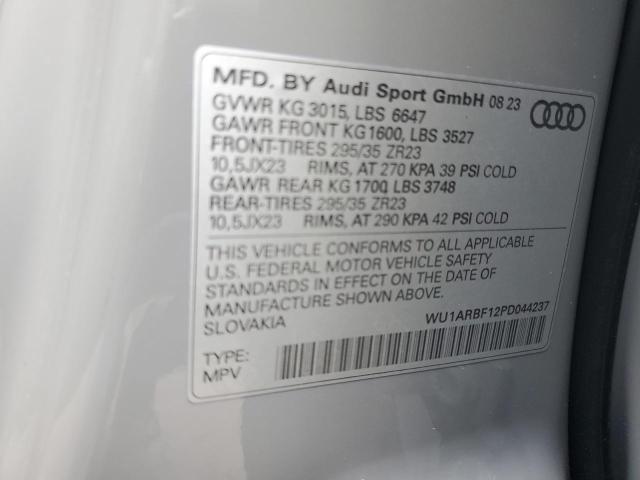 MFD. BY Audi Sport GmbH 08 23
GVWR KG 3015, LBS 6647
GAWR FRONT KG1600, LBS 3527
FRONT-TIRES 295/35 ZR23
10,5JX23 RIMS, AT 270 KPA 39 PSI COLD
GAWR REAR KG 1700, LBS 3748
REAR-TIRES 295/35 ZR23
10,5JX23 RIMS, AT 290 KPA 42 PSI COLD
THIS VEHICLE CONFORMS TO ALL APPLICABLE
U.S. FEDERAL MOTOR VEHICLE SAFETY
STANDARDS IN EFFECT ON THE DATE OF
MANUFACTURE SHOWN ABOVE.
SLOVAKIA
WU1ARBF12PD044237
TYPE:
MPV